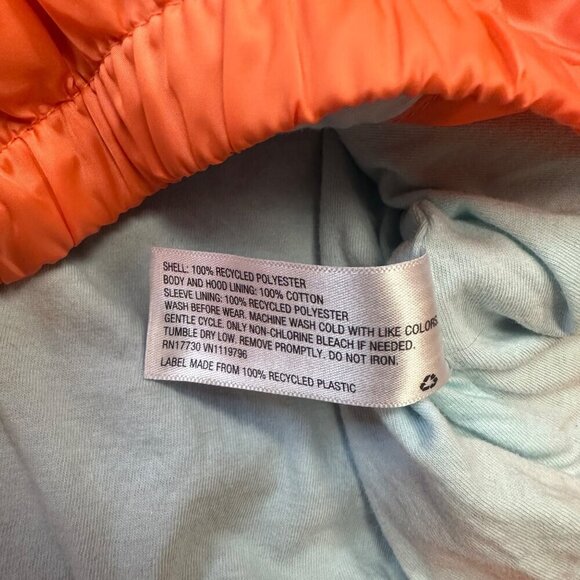 SHELL: 100% RECYCLED POLYESTER
BODY AND HOOD LINING: 100% COTTON
SLEEVE LINING: 100% RECYCLED POLYESTER
WASH BEFORE WEAR. MACHINE WASH COLD WITH LIKE COLORS.
GENTLE CYCLE. ONLY NON-CHLORINE BLEACH IF NEEDED.
TUMBLE DRY LOW. REMOVE PROMPTLY. DO NOT IRON.
RN17730 VN1119796
LABEL MADE FROM 100% RECYCLED PLASTIC